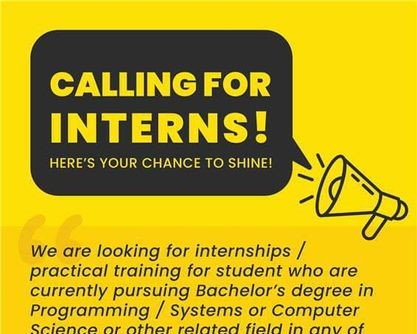 CALLING FOR
INTERNS!
HERE'S YOUR CHANCE TO SHINE!
We are looking for internships /
practical training for student who are
currently pursuing Bachelor's degree in
Programming / Systems or Computer
Science or other related field in any of